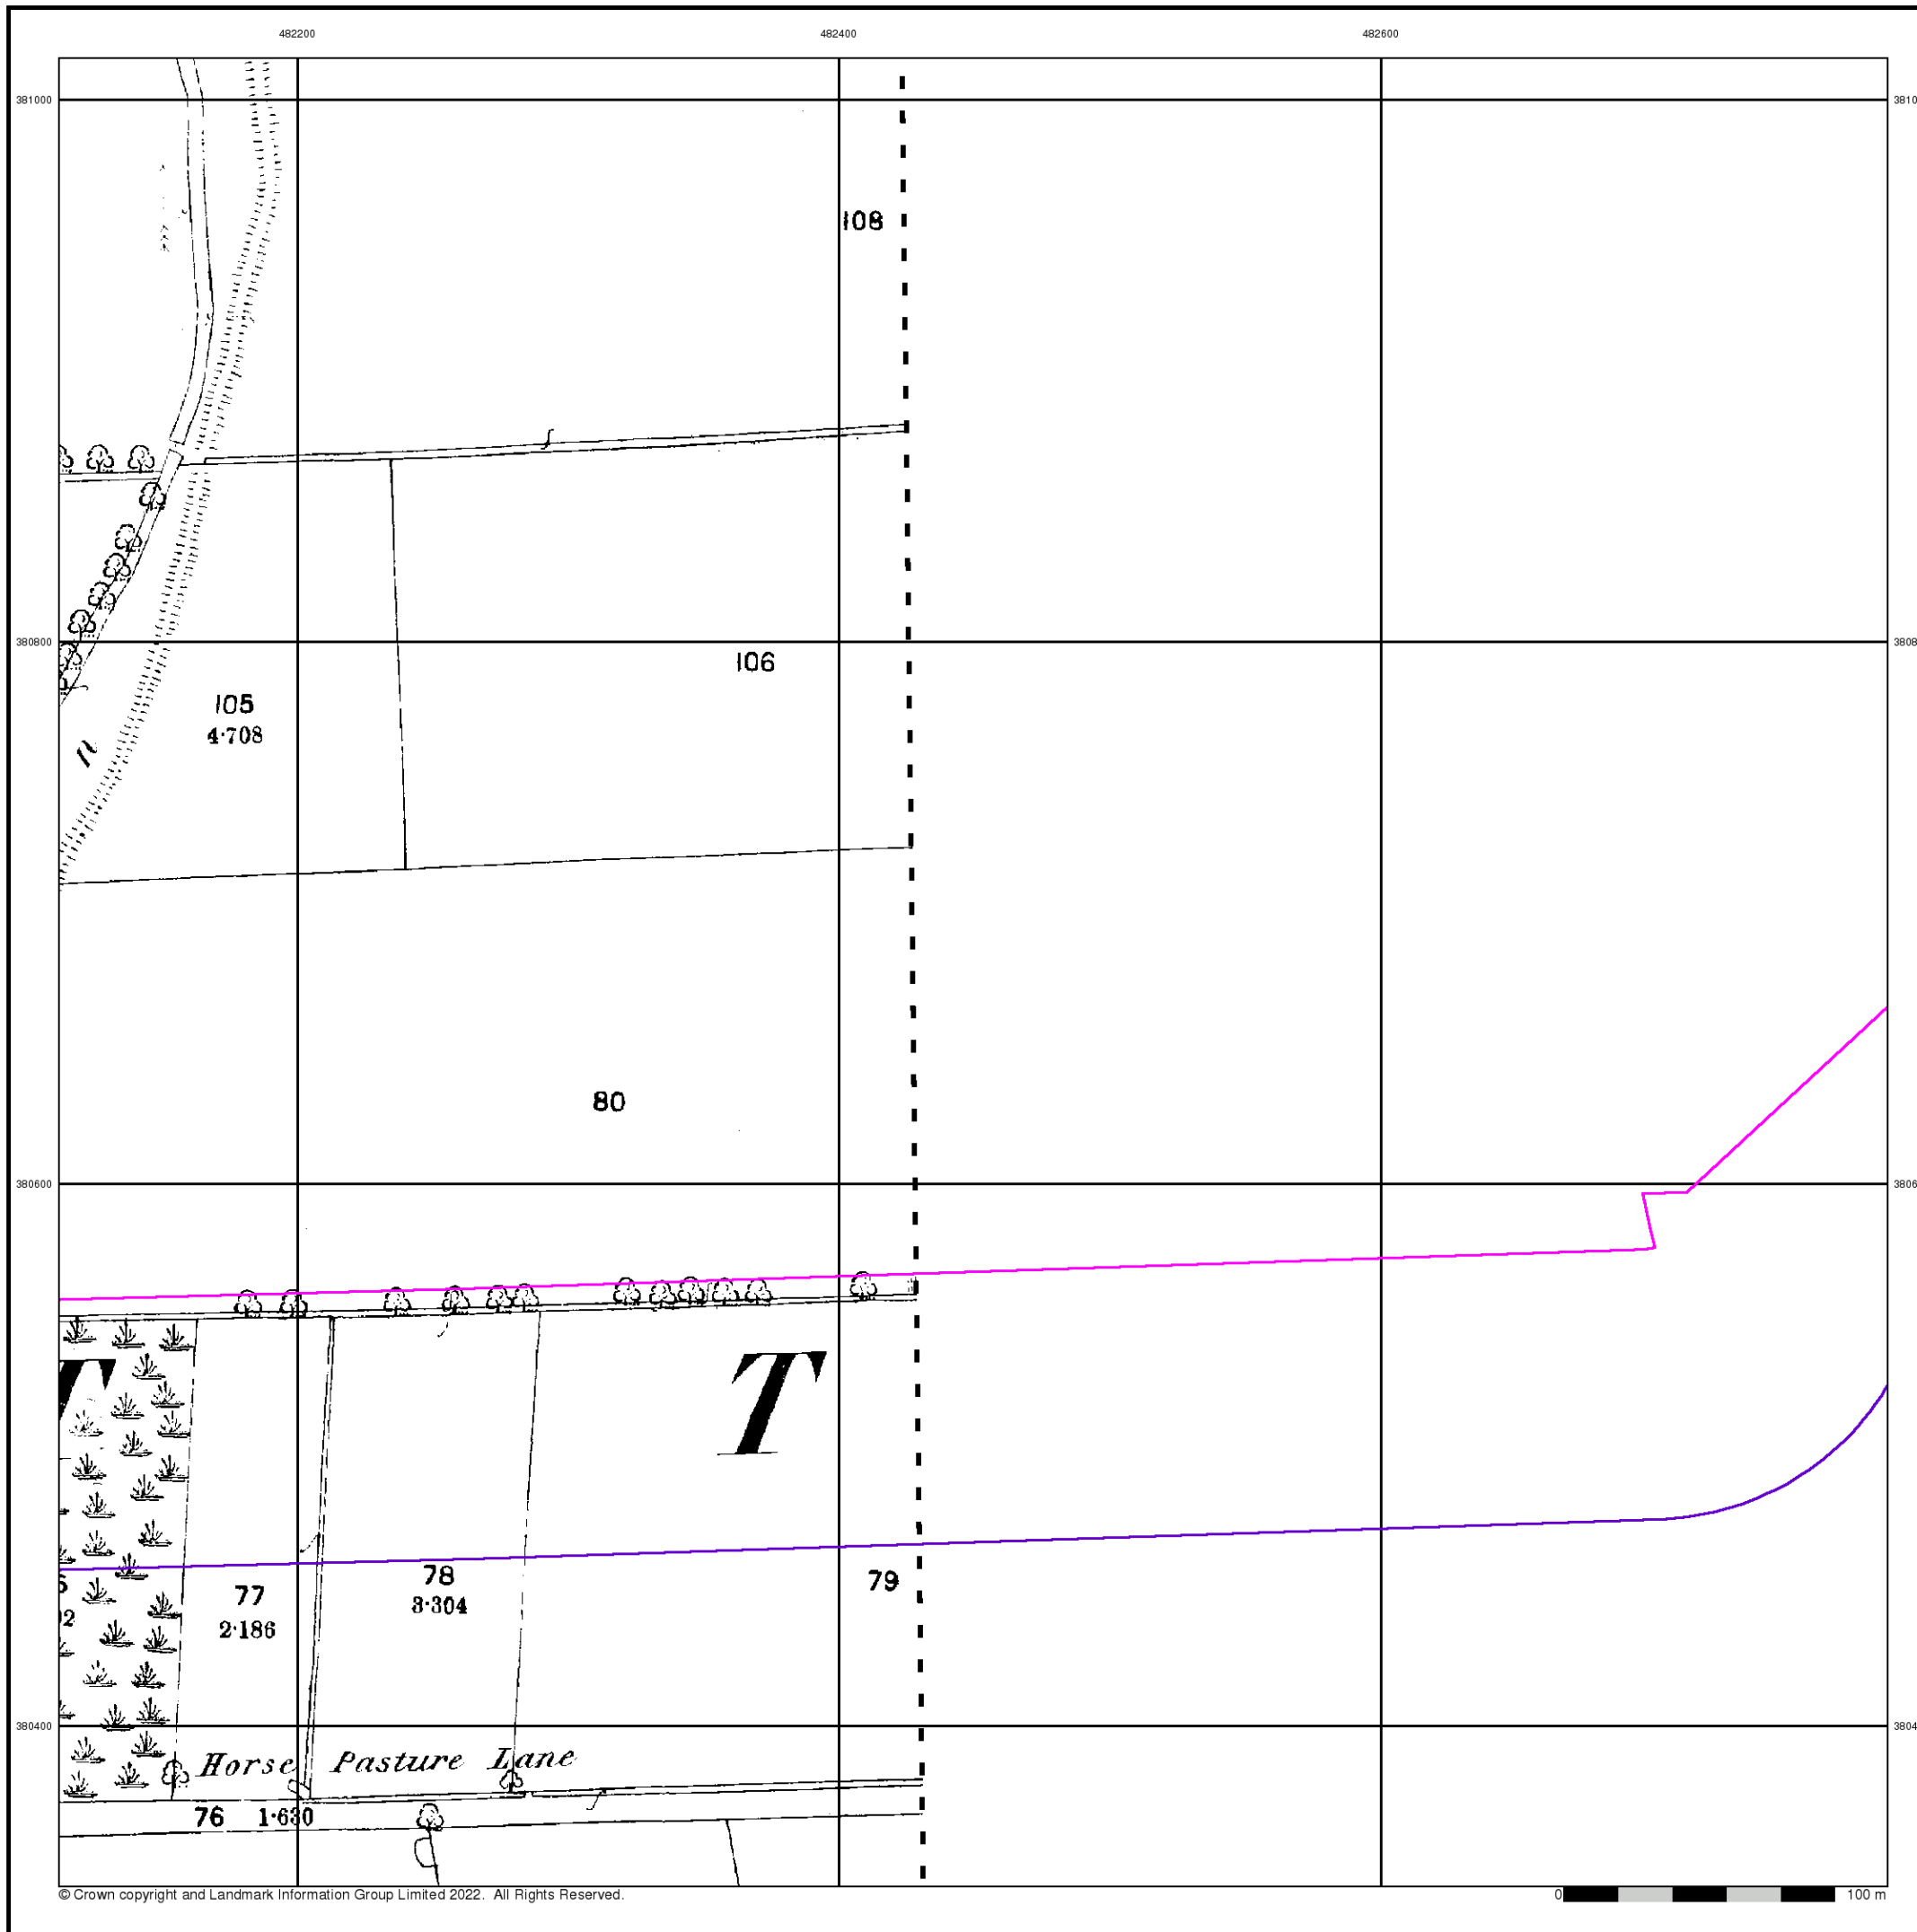 482200 482400 482600
381000 3810
108
106
380800 3808
105
4·708
80
380600 3806
T T
78
77 79
3·304
2·186
380400 3804
Horse Pasture Lane
76 1·630
© Crown copyright and Landmark Information Group Limited 2022. All Rights Reserved.
0 100 m